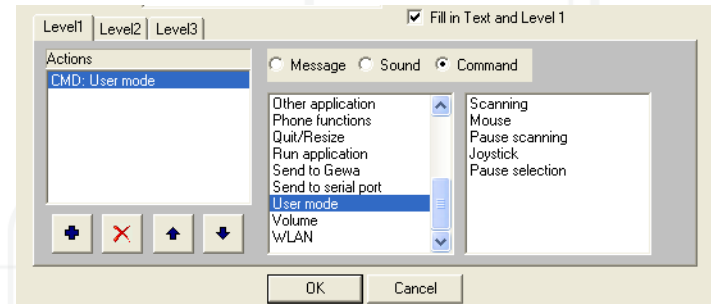 Fill in Text and Level 1
Level1 Level2 Level3
Actions
CMD: User mode
Message Sound Command
Other application
Phone functions
Quit/Resize
Run application
Send to Gewa
Send to serial port
User mode
Volume
WLAN
Scanning
Mouse
Pause scanning
Joystick
Pause selection
OK Cancel